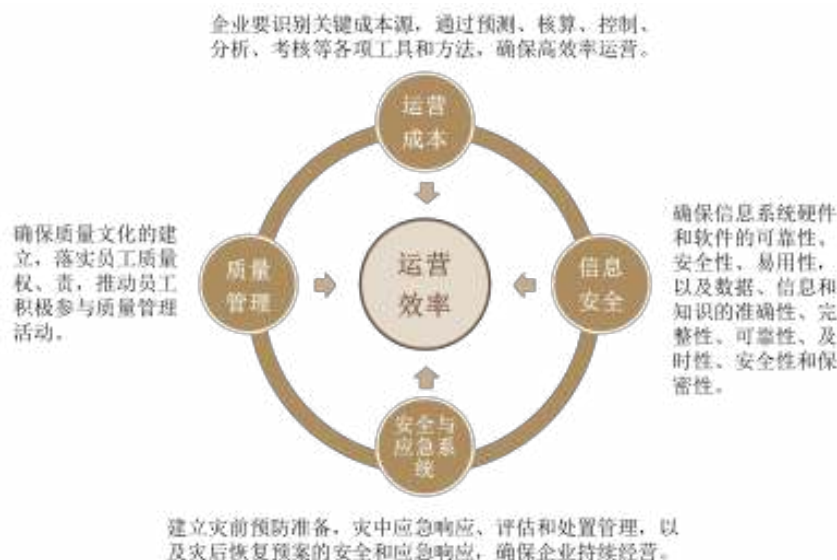 企业要识别关键成本源，通过预测、核算、控制、
分析、考核等各项工具和方法，确保高效率运营。
运营
成本
确保质量文化的建
立，落实员工质量
权、责，推动员工
积极参与质量管理
活动。
质量
管理
运营
效率
信息
安全
确保信息系统硬件
和软件的可靠性、
安全性、易用性，
以及数据、信息和
知识的准确性、完
整性、可靠性、及
时性、安全性和保
密性。
安全与
应急系
统
建立灾前预防准备，灾中应急响应、评估和处置管理，以
及灾后恢复预案的安全和应急响应，确保企业持续经营。